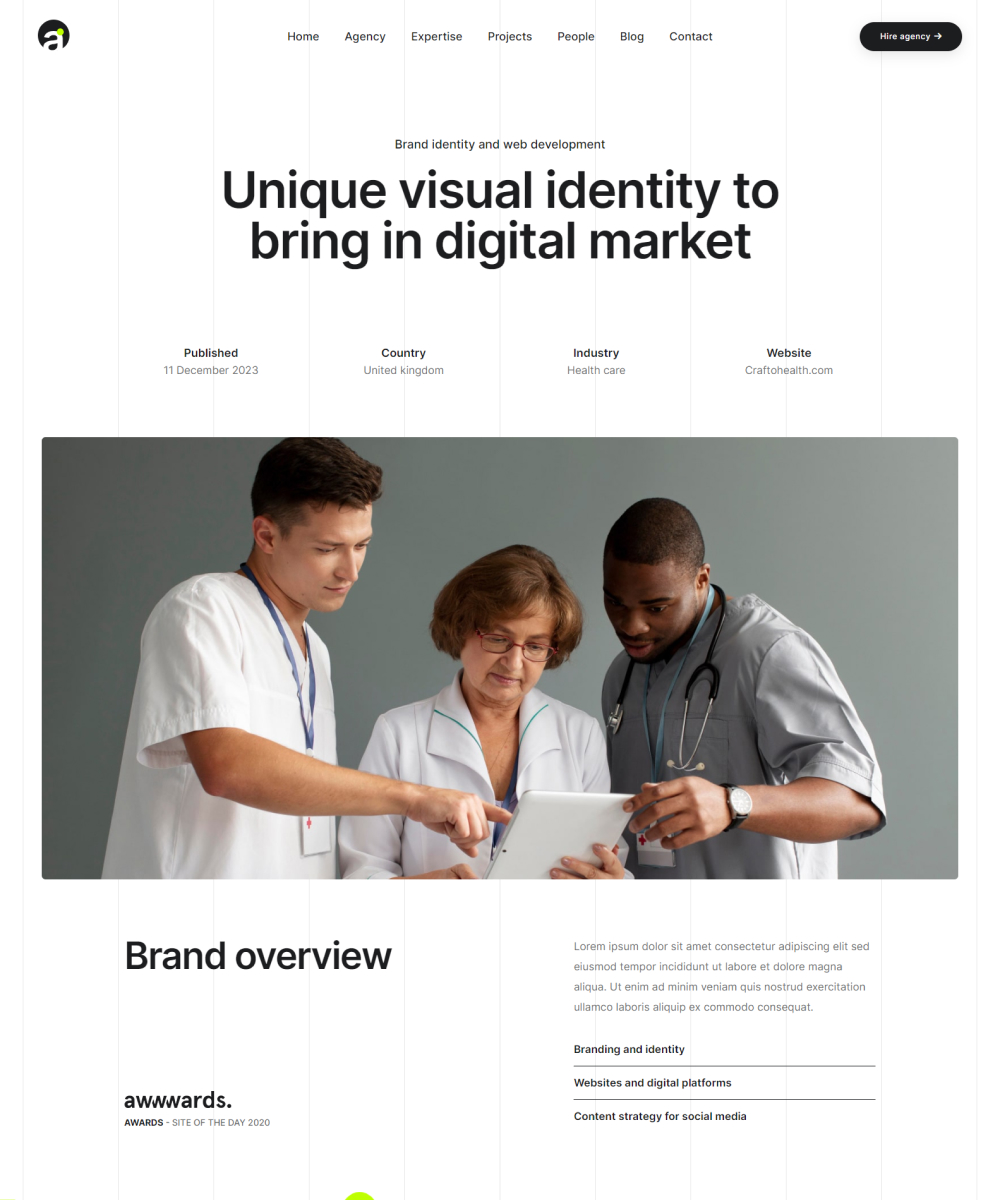 a
Home Agency Expertise Projects People Blog Contact
Hire agency →
Brand identity and web development
Unique visual identity to
bring in digital market
Published Country Industry Website
11 December 2023 United kingdom Health care Craftohealth.com
Brand overview
Lorem ipsum dolor sit amet consectetur adipiscing elit sed
eiusmod tempor incididunt ut labore et dolore magna
aliqua. Ut enim ad minim veniam quis nostrud exercitation
ullamco laboris aliquip ex commodo consequat.
Branding and identity
Websites and digital platforms
Content strategy for social media
awwwards.
AWARDS - SITE OF THE DAY 2020